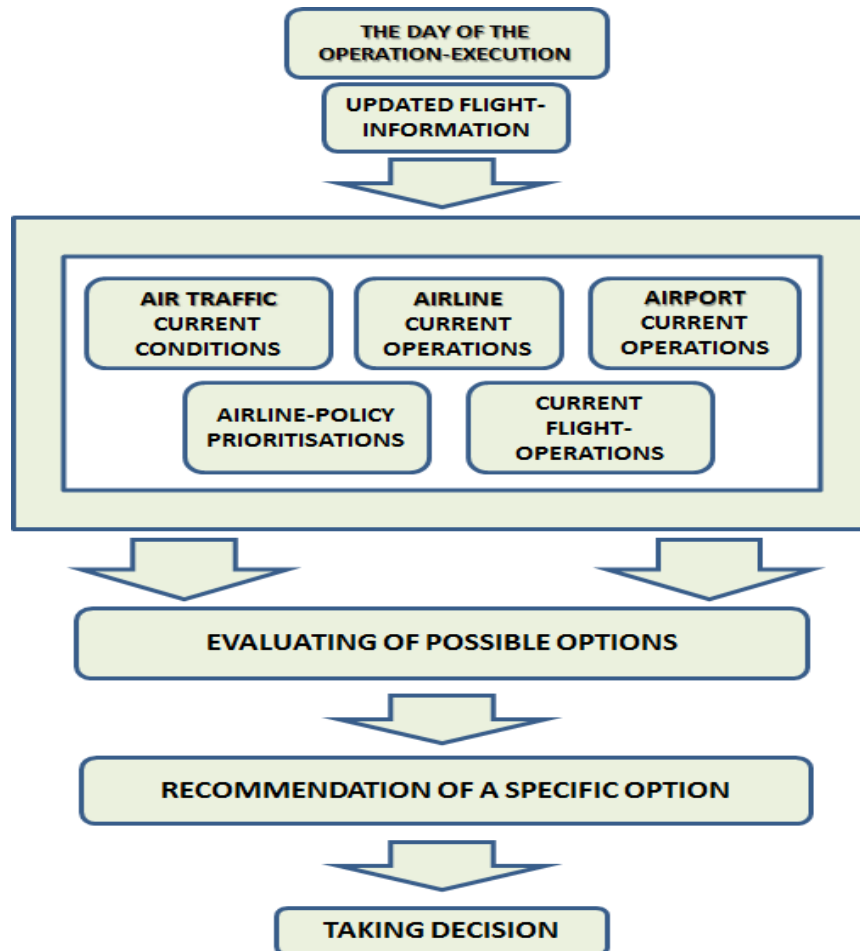 THE DAY OF THE
OPERATION-EXECUTION
UPDATED FLIGHT-
INFORMATION
AIR TRAFFIC
CURRENT
CONDITIONS
AIRLINE
CURRENT
OPERATIONS
AIRPORT
CURRENT
OPERATIONS
AIRLINE-POLICY
PRIORITISATIONS
CURRENT
FLIGHT-
OPERATIONS
EVALUATING OF POSSIBLE OPTIONS
RECOMMENDATION OF A SPECIFIC OPTION
TAKING DECISION